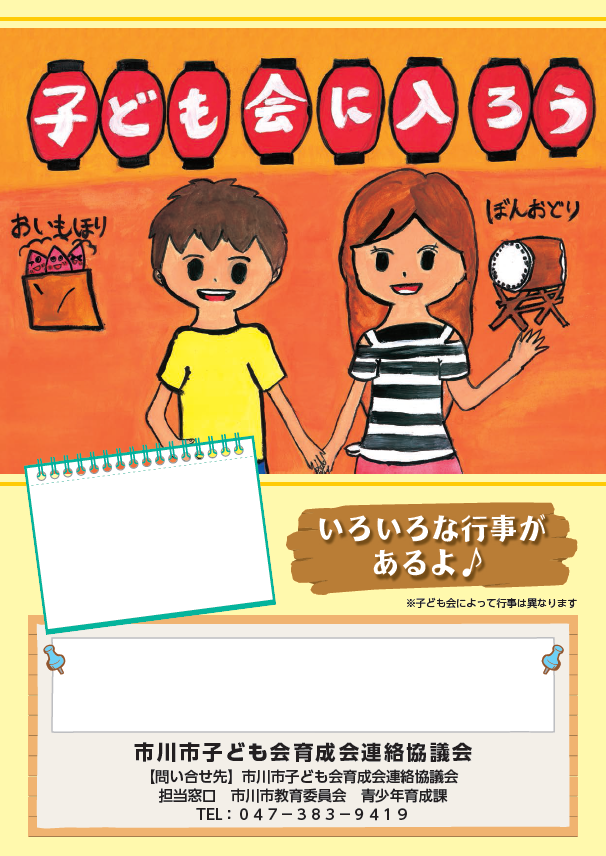 子ども会に入ろう
おいもほり
ぼんおどり
いろいろな行事が
あるよ♪
※子ども会によって行事は異なります
市川市子ども会育成会連絡協議会
【問い合せ先】市川市子ども会育成会連絡協議会
担当窓口　市川市教育委員会　青少年育成課
TEL：０４７－３８３－９４１９